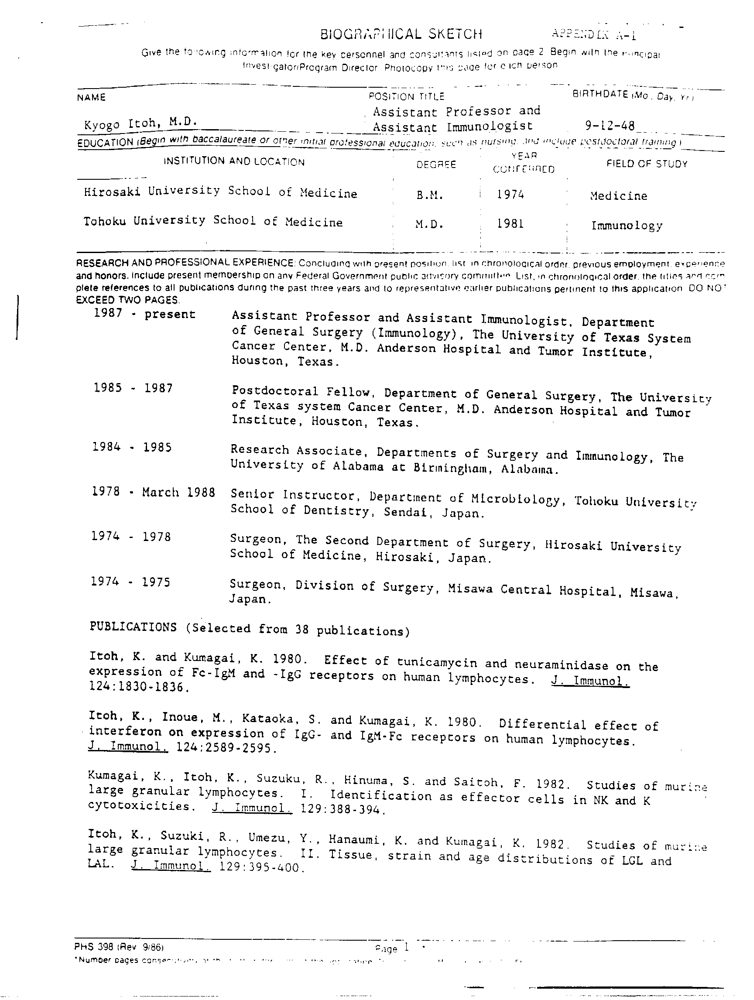 BIOGRAPHICAL SKETCH APPENDIX A-1
Give the following information for the key personnel and consultants listed on page 2. Begin with the Principal
Investigator/Program Director. Photocopy this page for each person.
NAME POSITION TITLE BIRTHDATE (Mo., Day, Yr.)
Kyogo Itoh, M.D. Assistant Professor and
Assistant Immunologist 9-12-48
EDUCATION (Begin with baccalaureate or other initial professional education, such as nursing, and include postdoctoral training.)
INSTITUTION AND LOCATION DEGREE YEAR CONFERRED FIELD OF STUDY
Hirosaki University School of Medicine B.M. 1974 Medicine
Tohoku University School of Medicine M.D. 1981 Immunology
RESEARCH AND PROFESSIONAL EXPERIENCE: Concluding with present position, list, in chronological order, previous employment, experience
and honors. Include present membership on any Federal Government public advisory committee. List, in chronological order, the titles and com
plete references to all publications during the past three years and to representative earlier publications pertinent to this application. DO NOT
EXCEED TWO PAGES.
1987 - present Assistant Professor and Assistant Immunologist, Department
of General Surgery (Immunology), The University of Texas System
Cancer Center, M.D. Anderson Hospital and Tumor Institute,
Houston, Texas.
1985 - 1987 Postdoctoral Fellow, Department of General Surgery, The University
of Texas system Cancer Center, M.D. Anderson Hospital and Tumor
Institute, Houston, Texas.
1984 - 1985 Research Associate, Departments of Surgery and Immunology, The
University of Alabama at Birmingham, Alabama.
1978 - March 1988 Senior Instructor, Department of Microbiology, Tohoku University
School of Dentistry, Sendai, Japan.
1974 - 1978 Surgeon, The Second Department of Surgery, Hirosaki University
School of Medicine, Hirosaki, Japan.
1974 - 1975 Surgeon, Division of Surgery, Misawa Central Hospital, Misawa,
Japan.
PUBLICATIONS (Selected from 38 publications)
Itoh, K. and Kumagai, K. 1980. Effect of tunicamycin and neuraminidase on the
expression of Fc-IgM and -IgG receptors on human lymphocytes. J. Immunol.
124:1830-1836.
Itoh, K., Inoue, M., Kataoka, S. and Kumagai, K. 1980. Differential effect of
interferon on expression of IgG- and IgM-Fc receptors on human lymphocytes.
J. Immunol. 124:2589-2595.
Kumagai, K., Itoh, K., Suzuku, R., Hinuma, S. and Saitoh, F. 1982. Studies of murine
large granular lymphocytes. I. Identification as effector cells in NK and K
cytotoxicities. J. Immunol. 129:388-394.
Itoh, K., Suzuki, R., Umezu, Y., Hanaumi, K. and Kumagai, K. 1982. Studies of murine
large granular lymphocytes. II. Tissue, strain and age distributions of LGL and
LAL. J. Immunol. 129:395-400.
PHS 398 (Rev. 9/86) Page 1
*Number pages